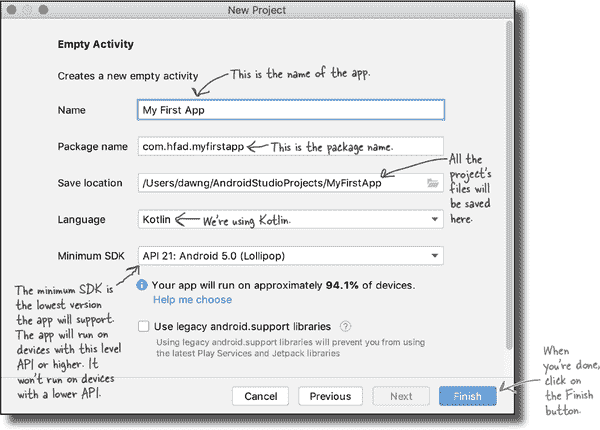 New Project
Empty Activity
Creates a new empty activity
This is the name of the app.
Name
My First App
Package name
com.hfad.myfirstapp
This is the package name.
Save location
/Users/dawng/AndroidStudioProjects/MyFirstApp
All the
project's
files will
be saved
here.
Language
Kotlin
We're using Kotlin.
Minimum SDK
API 21: Android 5.0 (Lollipop)
The minimum SDK is
the lowest version
the app will support.
The app will run on
devices with this level
API or higher. It
won't run on devices
with a lower API.
i Your app will run on approximately 94.1% of devices.
Help me choose
Use legacy android.support libraries ?
Using legacy android.support libraries will prevent you from using
the latest Play Services and Jetpack libraries
Cancel
Previous
Next
Finish
When
you're done,
click on
the Finish
button.